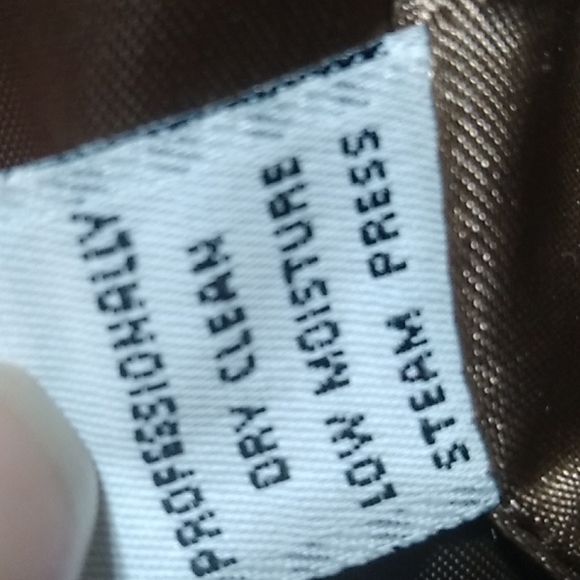 PROFESSIONALLY
DRY CLEAN
LOW MOISTURE
STEAM PRESS